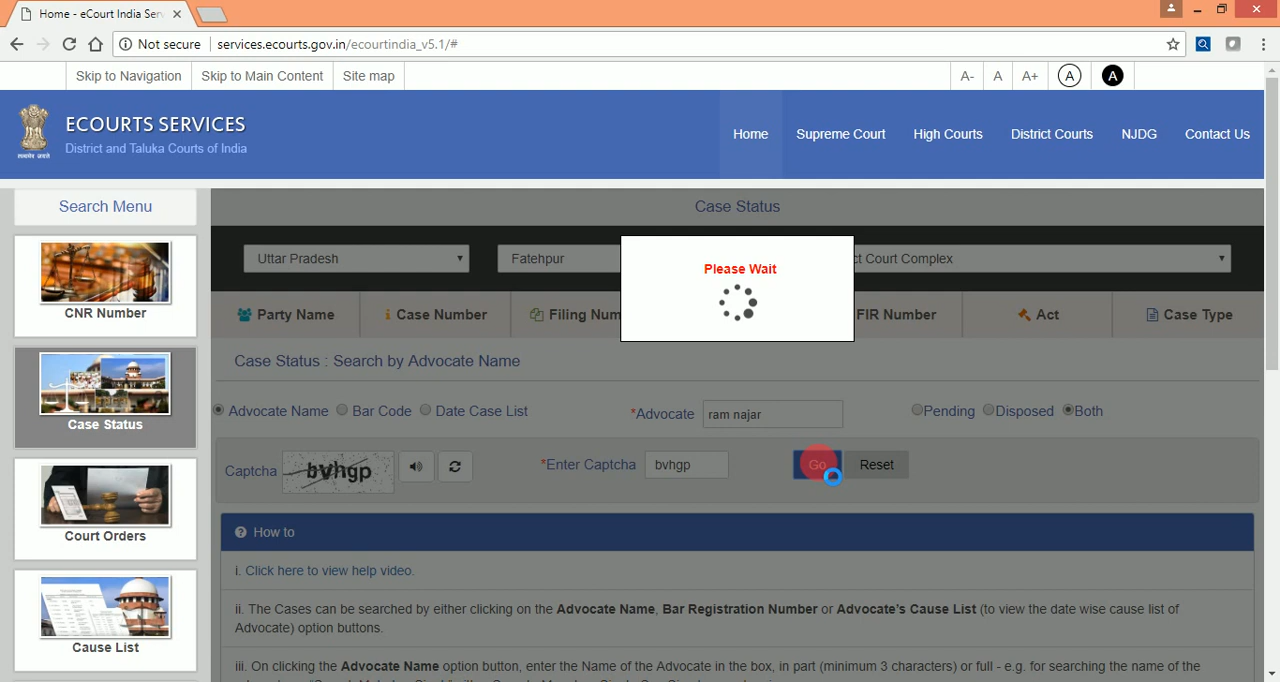 Home - eCourt India Ser
Not secure
services.ecourts.gov.in/ecourtindia_v5.1/#
Skip to Navigation
Skip to Main Content
Site map
A-
A
A+
A
A
सत्यमेव जयते
ECOURTS SERVICES
District and Taluka Courts of India
Home
Supreme Court
High Courts
District Courts
NJDG
Contact Us
Search Menu
CNR Number
Case Status
Court Orders
Cause List
Case Status
Uttar Pradesh
Fatehpur
ct Court Complex
Please Wait
Party Name
Case Number
Filing Num
FIR Number
Act
Case Type
Case Status : Search by Advocate Name
Advocate Name
Bar Code
Date Case List
*Advocate
ram najar
Pending
Disposed
Both
Captcha
bvhgp
*Enter Captcha
bvhgp
Go
Reset
How to
i. Click here to view help video.
ii. The Cases can be searched by either clicking on the Advocate Name, Bar Registration Number or Advocate's Cause List (to view the date wise cause list of
Advocate) option buttons.
iii. On clicking the Advocate Name option button, enter the Name of the Advocate in the box, in part (minimum 3 characters) or full - e.g. for searching the name of the